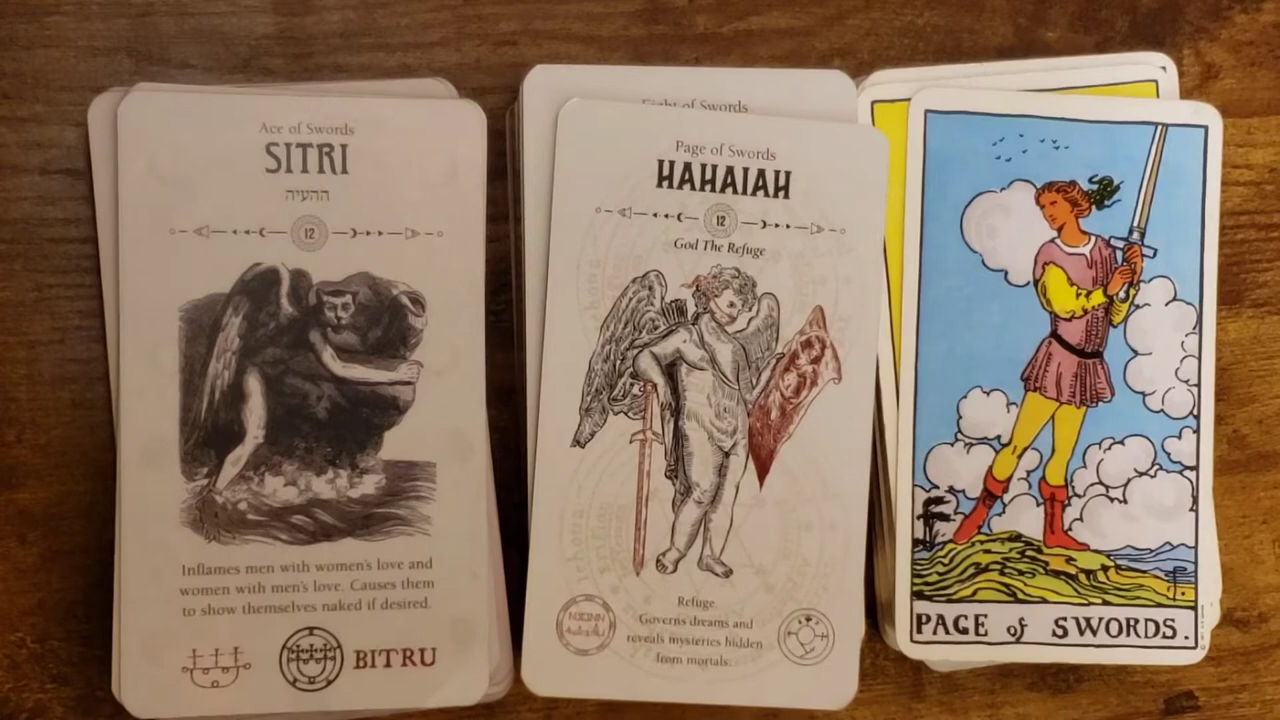 Ace of Swords
SITRI
ההעיה
12
Inflames men with women's love and
women with men's love. Causes them
to show themselves naked if desired.
BITRU
Eight of Swords
Page of Swords
HAHAIAH
12
God The Refuge
Refuge.
Governs dreams and
reveals mysteries hidden
from mortals.
PAGE of SWORDS.